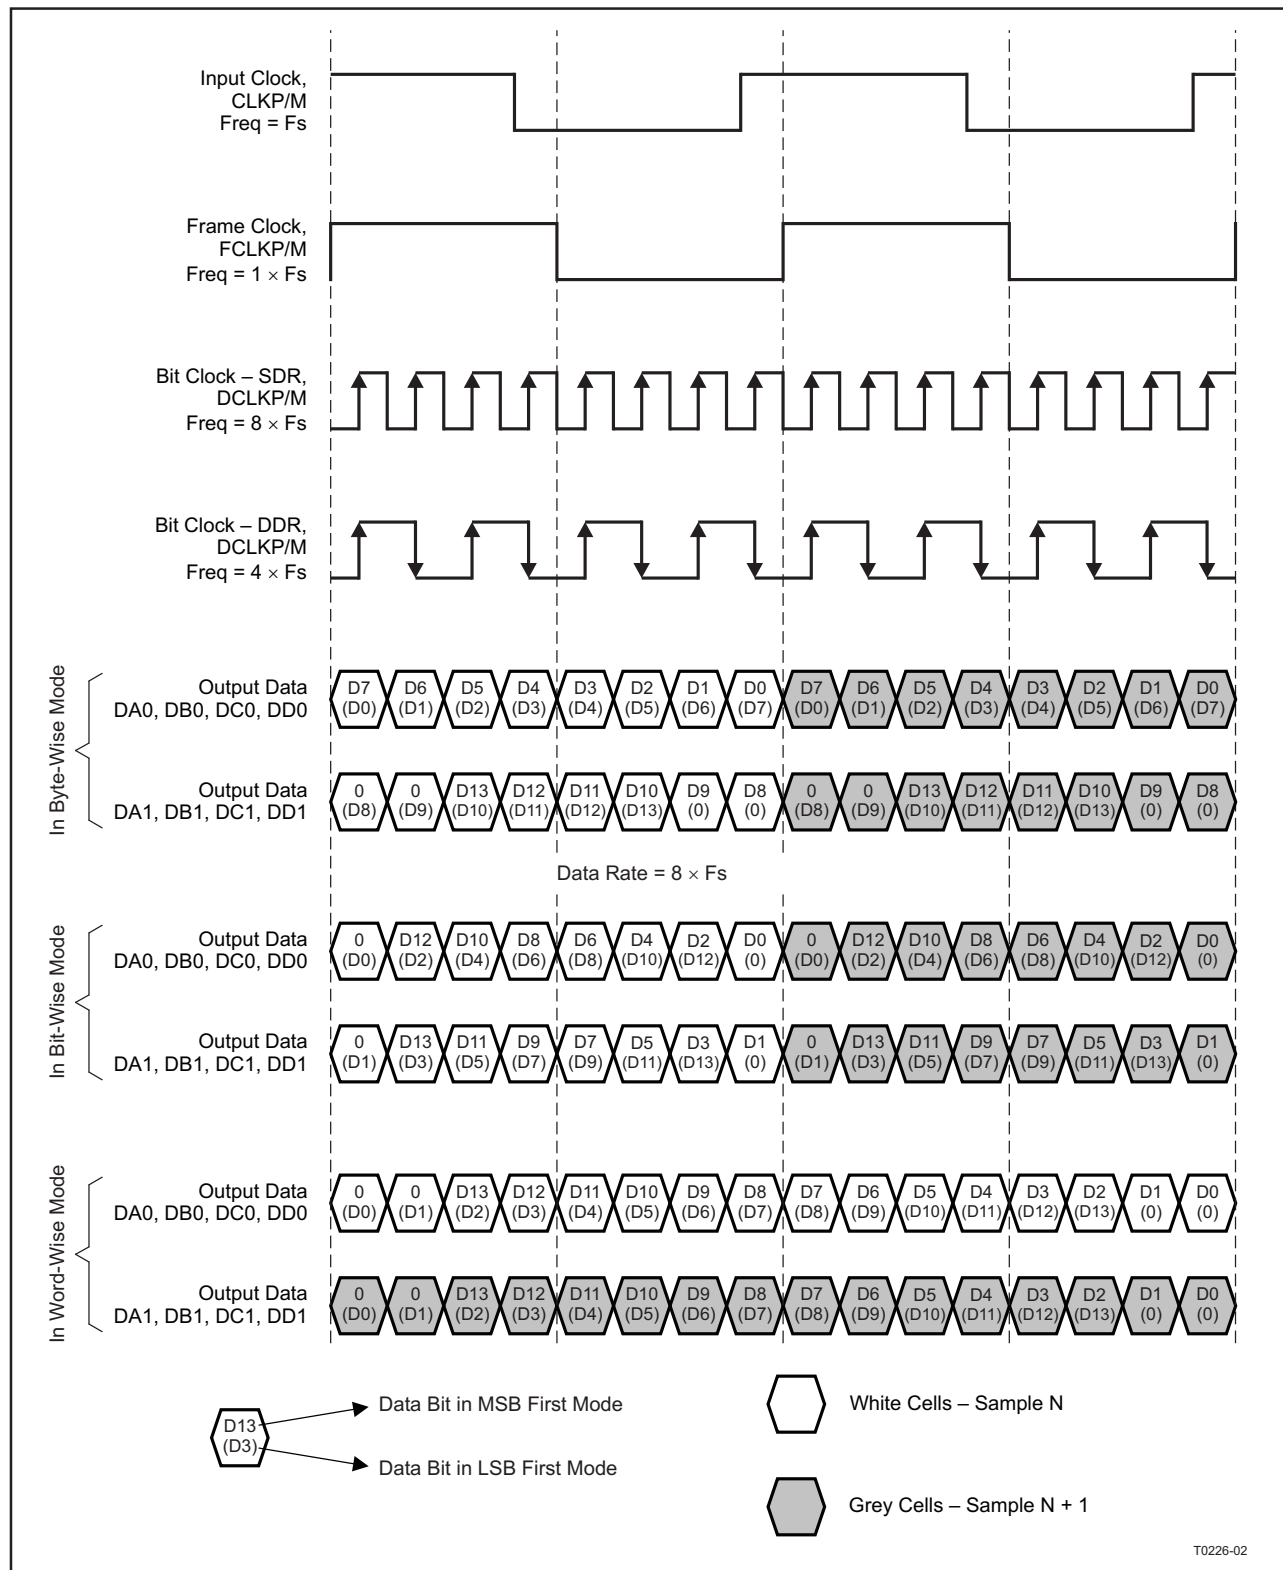 Input Clock,
CLKP/M
Freq = Fs
Frame Clock,
FCLKP/M
Freq = 1 × Fs
Bit Clock – SDR,
DCLKP/M
Freq = 8 × Fs
Bit Clock – DDR,
DCLKP/M
Freq = 4 × Fs
In Byte-Wise Mode
Output Data
DA0, DB0, DC0, DD0
D7 D6 D5 D4 D3 D2 D1 D0 D7 D6 D5 D4 D3 D2 D1 D0
(D0) (D1) (D2) (D3) (D4) (D5) (D6) (D7) (D0) (D1) (D2) (D3) (D4) (D5) (D6) (D7)
Output Data
DA1, DB1, DC1, DD1
0 0 D13 D12 D11 D10 D9 D8 0 0 D13 D12 D11 D10 D9 D8
(D8) (D9) (D10) (D11) (D12) (D13) (0) (0) (D8) (D9) (D10) (D11) (D12) (D13) (0) (0)
Data Rate = 8 × Fs
In Bit-Wise Mode
Output Data
DA0, DB0, DC0, DD0
0 D12 D10 D8 D6 D4 D2 D0 0 D12 D10 D8 D6 D4 D2 D0
(D0) (D2) (D4) (D6) (D8) (D10) (D12) (0) (D0) (D2) (D4) (D6) (D8) (D10) (D12) (0)
Output Data
DA1, DB1, DC1, DD1
0 D13 D11 D9 D7 D5 D3 D1 0 D13 D11 D9 D7 D5 D3 D1
(D1) (D3) (D5) (D7) (D9) (D11) (D13) (0) (D1) (D3) (D5) (D7) (D9) (D11) (D13) (0)
In Word-Wise Mode
Output Data
DA0, DB0, DC0, DD0
0 0 D13 D12 D11 D10 D9 D8 D7 D6 D5 D4 D3 D2 D1 D0
(D0) (D1) (D2) (D3) (D4) (D5) (D6) (D7) (D8) (D9) (D10) (D11) (D12) (D13) (0) (0)
Output Data
DA1, DB1, DC1, DD1
0 0 D13 D12 D11 D10 D9 D8 D7 D6 D5 D4 D3 D2 D1 D0
(D0) (D1) (D2) (D3) (D4) (D5) (D6) (D7) (D8) (D9) (D10) (D11) (D12) (D13) (0) (0)
D13
(D3)
Data Bit in MSB First Mode
Data Bit in LSB First Mode
White Cells – Sample N
Grey Cells – Sample N + 1
T0226-02